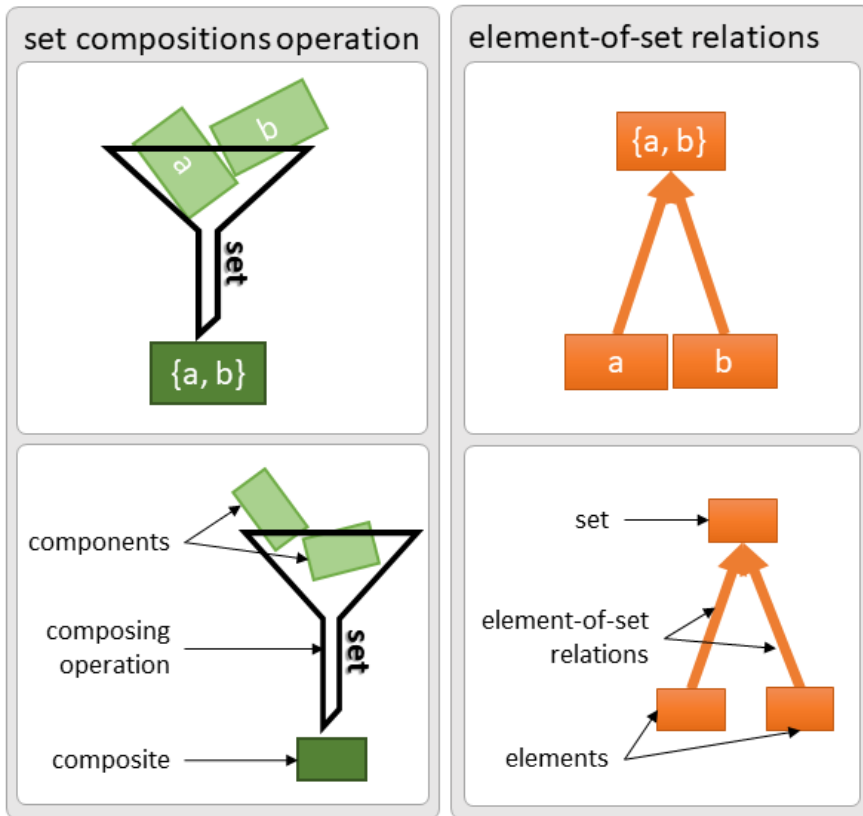 set compositions operation
a
b
set
{a, b}
components
composing
operation
set
composite
element-of-set relations
{a, b}
a
b
set
element-of-set
relations
elements